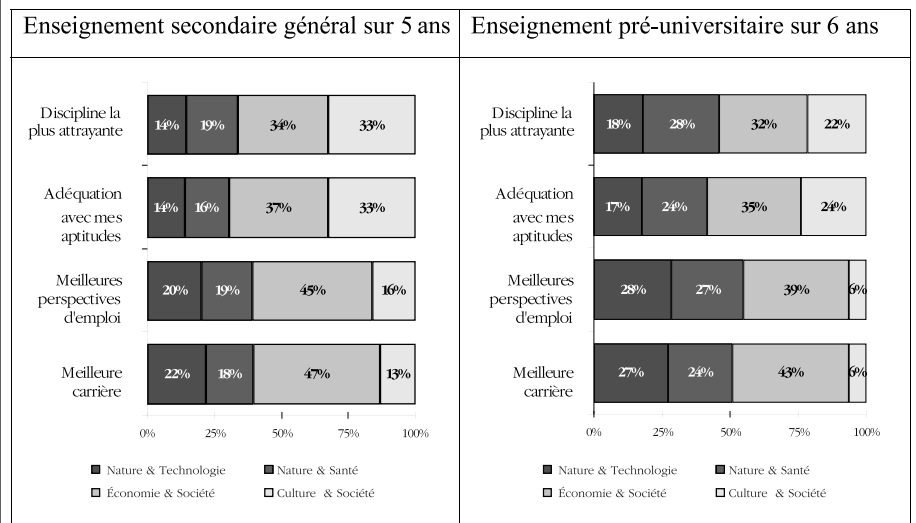 Enseignement secondaire général sur 5 ans
Discipline la
plus attrayante
14% 19% 34% 33%
Adéquation
avec mes
aptitudes
14% 16% 37% 33%
Meilleures
perspectives
d'emploi
20% 19% 45% 16%
Meilleure
carrière
22% 18% 47% 13%
0% 25% 50% 75% 100%
Nature & Technologie Nature & Santé
Économie & Société Culture & Société
Enseignement pré-universitaire sur 6 ans
Discipline la
plus attrayante
18% 28% 32% 22%
Adéquation
avec mes
aptitudes
17% 24% 35% 24%
Meilleures
perspectives
d'emploi
28% 27% 39% 6%
Meilleure
carrière
27% 24% 43% 6%
0% 25% 50% 75% 100%
Nature & Technologie Nature & Santé
Économie & Société Culture & Société